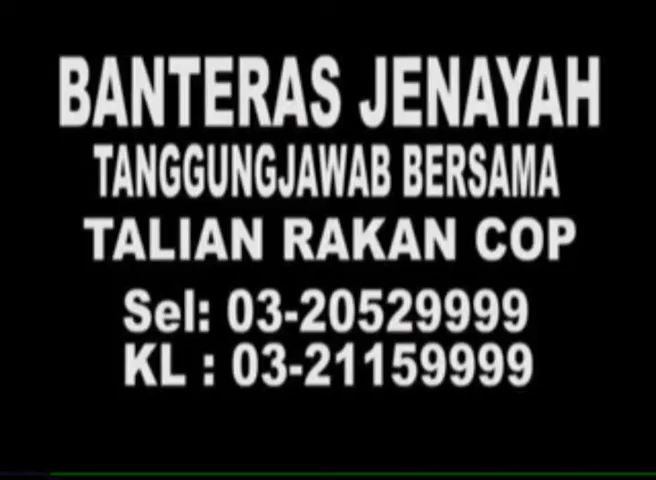 BANTERAS JENAYAH
TANGGUNGJAWAB BERSAMA
TALIAN RAKAN COP
Sel: 03-20529999
KL : 03-21159999